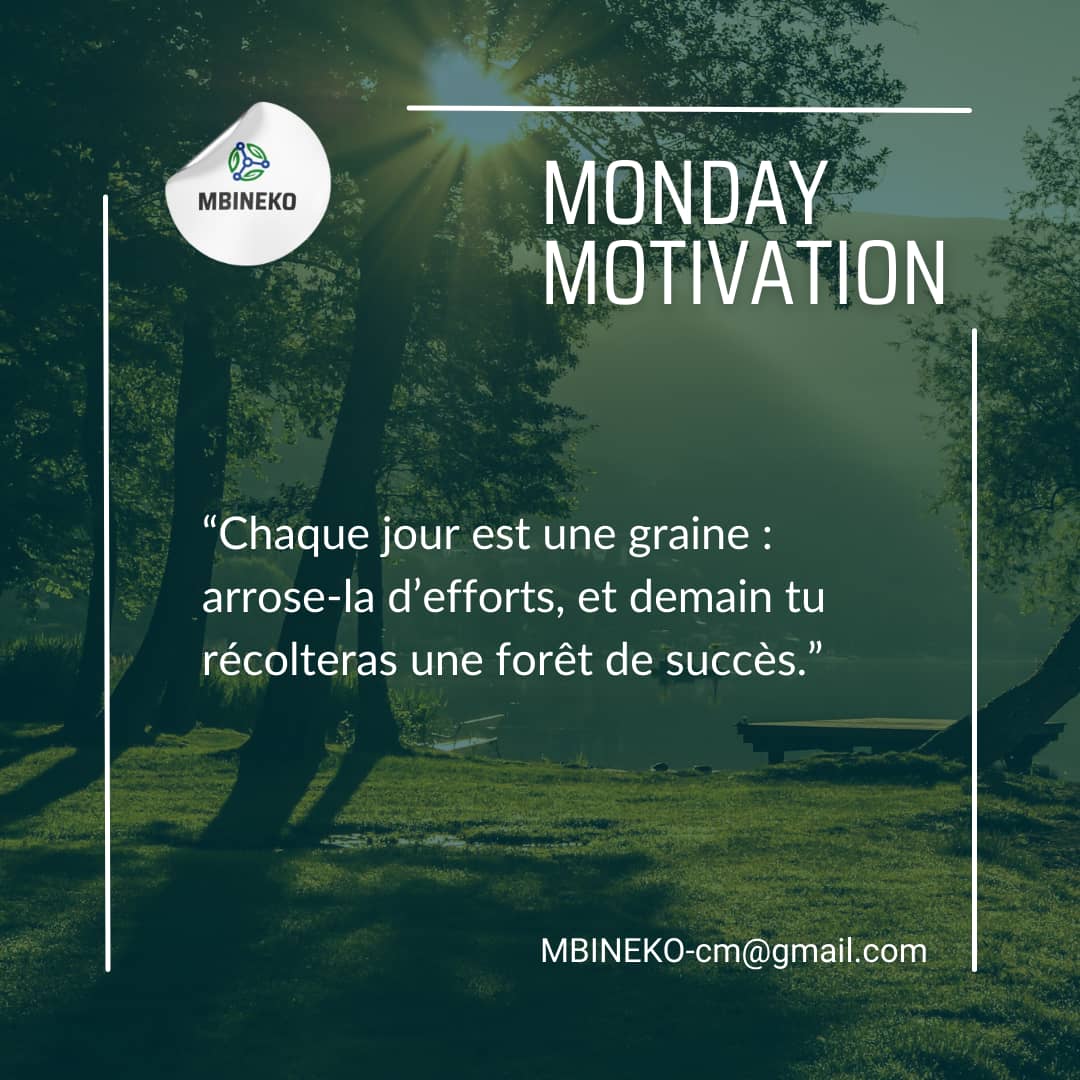 MBINEKO
MONDAY
MOTIVATION
“Chaque jour est une graine :
arrose-la d’efforts, et demain tu
récolteras une forêt de succès.”
MBINEKO-cm@gmail.com